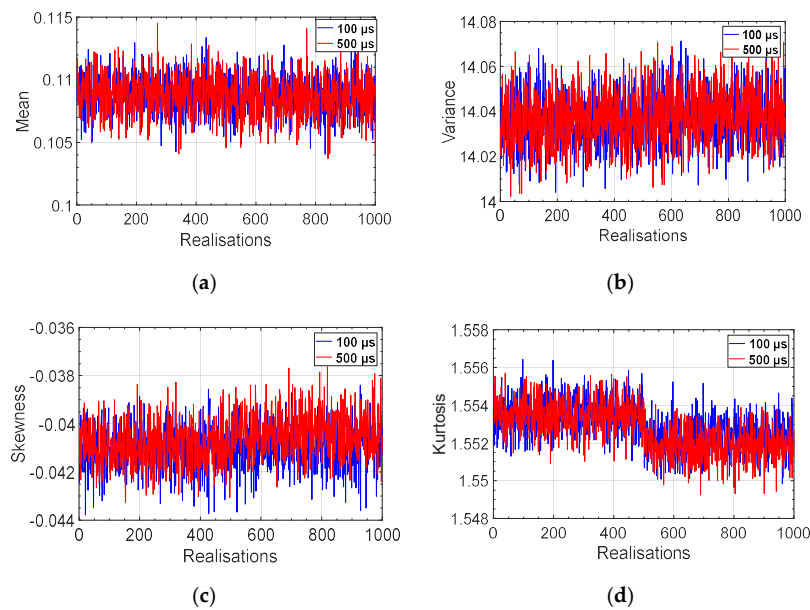 0.115
0.11
0.105
0.1
Mean
100 µs
500 µs
0 200 400 600 800 1000
Realisations
(a)
14.08
14.06
14.04
14.02
14
Variance
100 µs
500 µs
0 200 400 600 800 1000
Realisations
(b)
-0.036
-0.038
-0.04
-0.042
-0.044
Skewness
100 µs
500 µs
0 200 400 600 800 1000
Realisations
(c)
1.558
1.556
1.554
1.552
1.55
1.548
Kurtosis
100 µs
500 µs
0 200 400 600 800 1000
Realisations
(d)